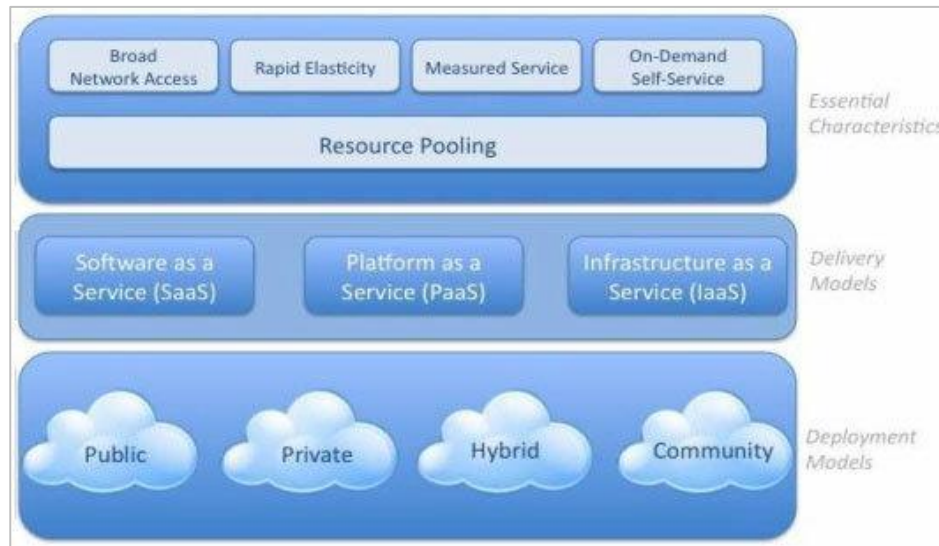 Broad
Network Access
Rapid Elasticity
Measured Service
On-Demand
Self-Service
Resource Pooling
Essential
Characteristics
Software as a
Service (SaaS)
Platform as a
Service (PaaS)
Infrastructure as a
Service (IaaS)
Delivery
Models
Public
Private
Hybrid
Community
Deployment
Models